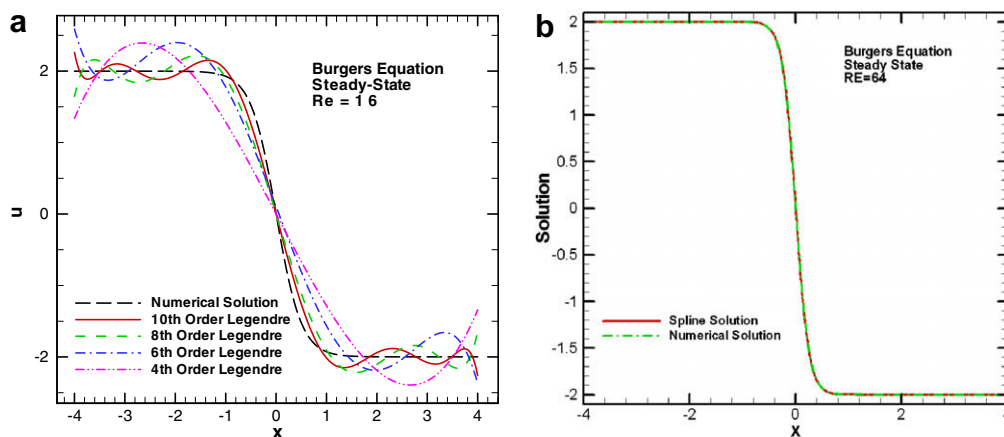 a
Burgers Equation
Steady-State
Re = 1 6
2
0
-2
u
Numerical Solution
10th Order Legendre
8th Order Legendre
6th Order Legendre
4th Order Legendre
-4 -3 -2 -1 0 1 2 3 4
x
b
Burgers Equation
Steady State
RE=64
2
1.5
1
0.5
0
-0.5
-1
-1.5
-2
Solution
Spline Solution
Numerical Solution
-4 -2 0 2 4
X